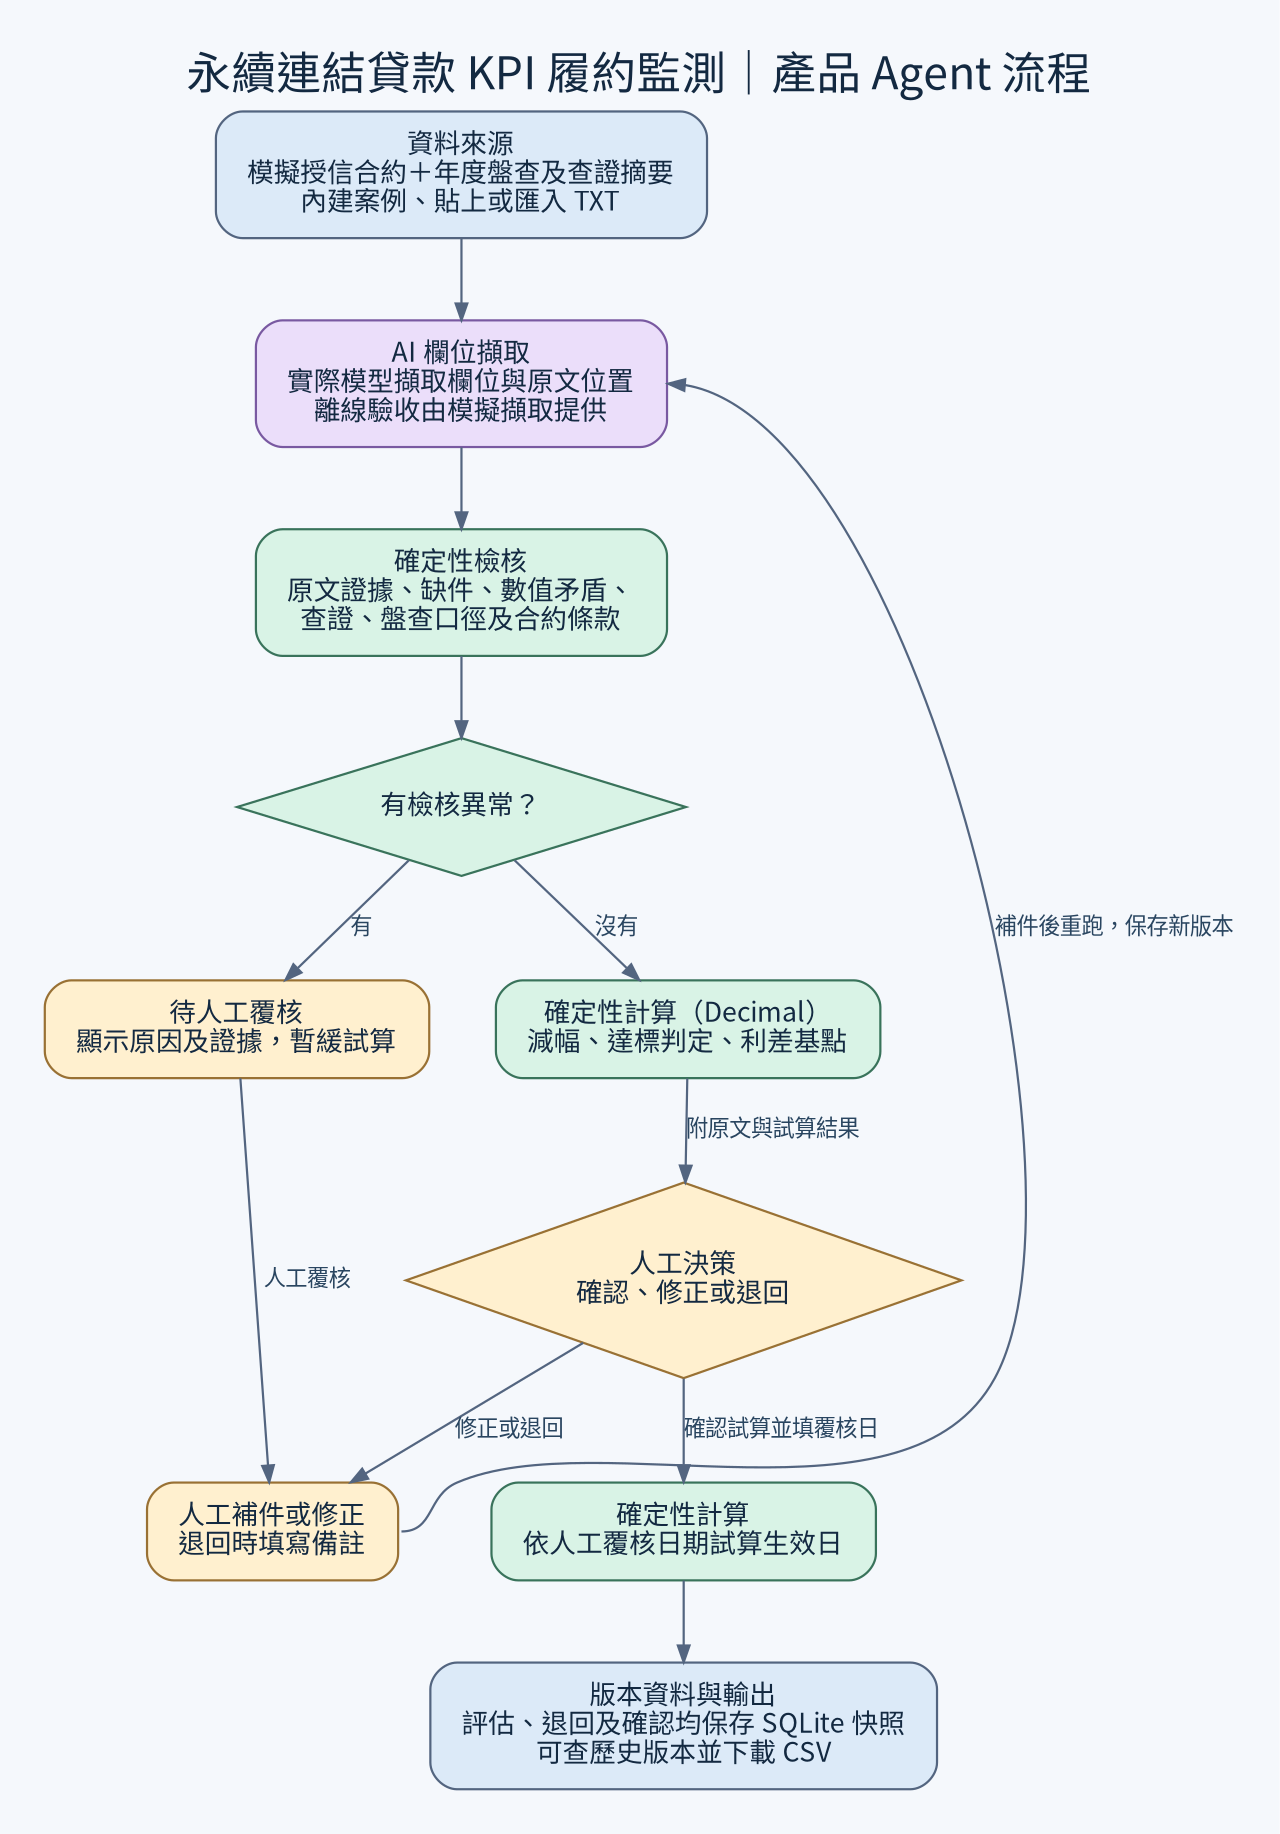 永續連結貸款 KPI 履約監測｜產品 Agent 流程
資料來源
模擬授信合約＋年度盤查及查證摘要
內建案例、貼上或匯入 TXT
AI 欄位擷取
實際模型擷取欄位與原文位置
離線驗收由模擬擷取提供
確定性檢核
原文證據、缺件、數值矛盾、
查證、盤查口徑及合約條款
有檢核異常？
有
沒有
補件後重跑，保存新版本
待人工覆核
顯示原因及證據，暫緩試算
確定性計算（Decimal）
減幅、達標判定、利差基點
附原文與試算結果
人工決策
確認、修正或退回
人工覆核
修正或退回
確認試算並填覆核日
人工補件或修正
退回時填寫備註
確定性計算
依人工覆核日期試算生效日
版本資料與輸出
評估、退回及確認均保存 SQLite 快照
可查歷史版本並下載 CSV